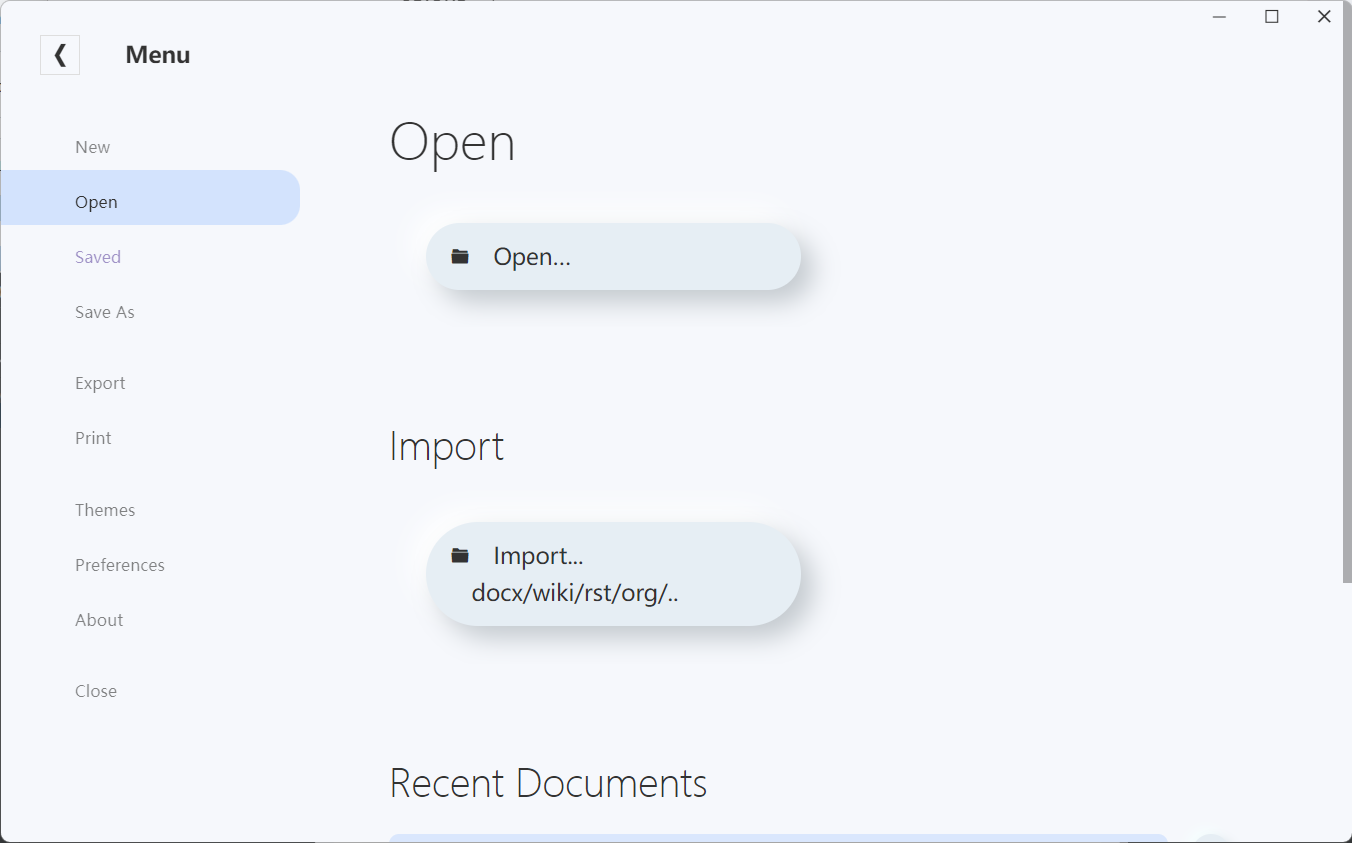 Menu
New
Open
Saved
Save As
Export
Print
Themes
Preferences
About
Close
Open
Open...
Import
Import...
docx/wiki/rst/org/..
Recent Documents